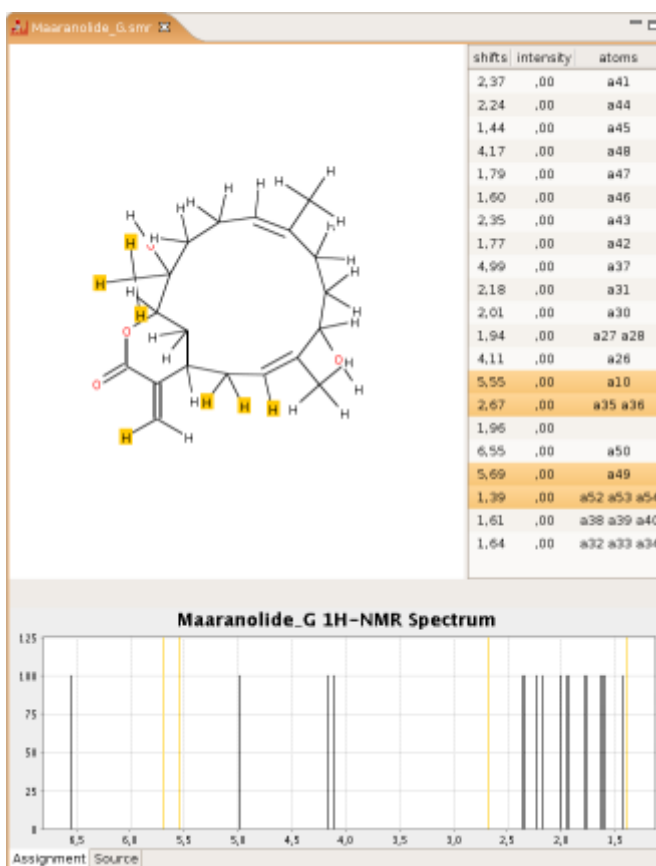 Maaranolide_G.smr
shifts intensity atoms
2,37 ,00 a41
2,24 ,00 a44
1,44 ,00 a45
4,17 ,00 a48
1,79 ,00 a47
1,60 ,00 a46
2,35 ,00 a43
1,77 ,00 a42
4,99 ,00 a37
2,18 ,00 a31
2,01 ,00 a30
1,94 ,00 a27 a28
4,11 ,00 a26
5,55 ,00 a10
2,67 ,00 a35 a36
1,96 ,00
6,55 ,00 a50
5,69 ,00 a49
1,39 ,00 a52 a53 a54
1,61 ,00 a38 a39 a40
1,64 ,00 a32 a33 a34
H H
H H
H H H H
H O H H
H H
H H
H H H
O H H H
O H OH
O H H H H H H
H H
Maaranolide_G 1H-NMR Spectrum
125
100
75
50
25
0
6,5 6,0 5,5 5,0 4,5 4,0 3,5 3,0 2,5 2,0 1,5
Assignment Source